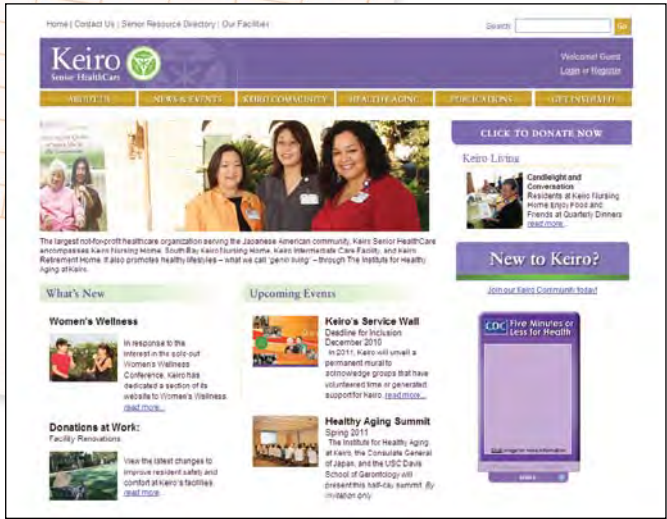 Home | Contact Us | Senior Resource Directory | Our Facilities
Search
Go
Keiro
Senior HealthCare
Welcome! Guest
Login or Register
ABOUT US
NEWS & EVENTS
KEIRO COMMUNITY
HEALTHY AGING
PUBLICATIONS
GET INVOLVED
CLICK TO DONATE NOW
Keiro Living
Candlelight and
Conversation
Residents at Keiro Nursing
Home Enjoy Food and
Friends at Quarterly Dinners
read more...
The largest not-for-profit healthcare organization serving the Japanese American community, Keiro Senior HealthCare
encompasses Keiro Nursing Home, South Bay Keiro Nursing Home, Keiro Intermediate Care Facility, and Keiro
Retirement Home. It also promotes healthy lifestyles – what we call 'genki living' – through The Institute for Healthy
Aging at Keiro.
New to Keiro?
Join our Keiro Community today!
What's New
Women's Wellness
In response to the
interest in the sold-out
Women's Wellness
Conference, Keiro has
dedicated a section of its
website to Women's Wellness.
read more...
Donations at Work:
Facility Renovations
View the latest changes to
improve resident safety and
comfort at Keiro's facilities.
read more...
Upcoming Events
Keiro's Service Wall
Deadline for Inclusion
December 2010
In 2011, Keiro will unveil a
permanent mural to
acknowledge groups that have
volunteered time or generated
support for Keiro. read more...
Healthy Aging Summit
Spring 2011
The Institute for Healthy Aging
at Keiro, the Consulate General
of Japan, and the USC Davis
School of Gerontology will
present this half-day summit. By
invitation only.
CDC
Five Minutes or
Less for Health